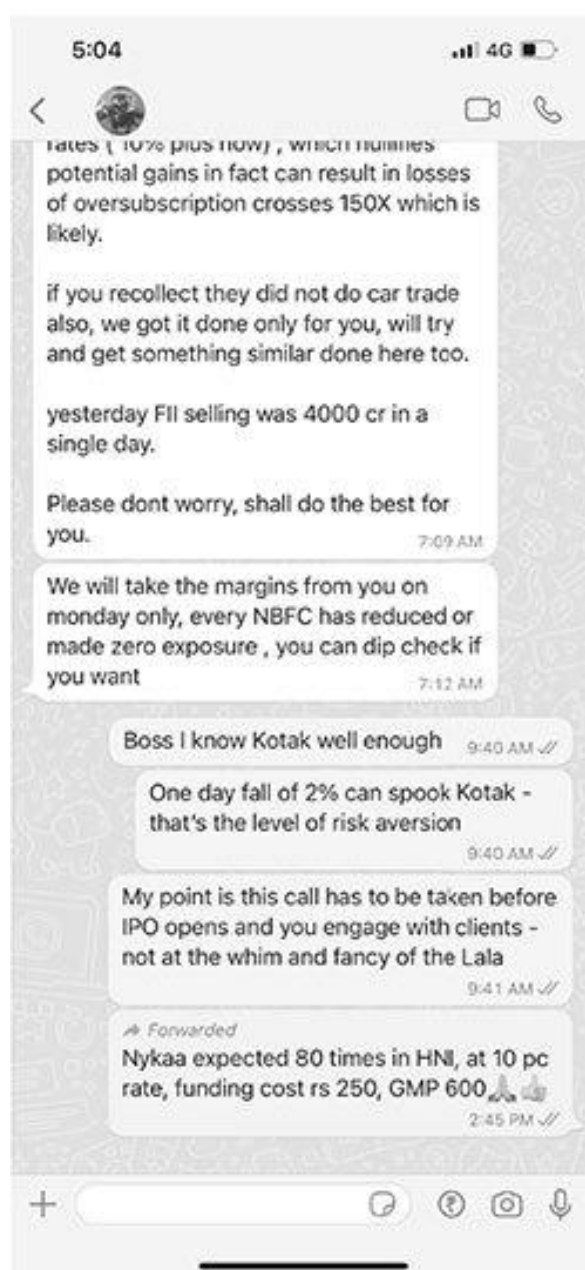 5:04
4G
rates ( 10% plus now) , which nullifies
potential gains in fact can result in losses
of oversubscription crosses 150X which is
likely.
if you recollect they did not do car trade
also, we got it done only for you, will try
and get something similar done here too.
yesterday FII selling was 4000 cr in a
single day.
Please dont worry, shall do the best for
you.
7:09 AM
We will take the margins from you on
monday only, every NBFC has reduced or
made zero exposure , you can dip check if
you want
7:12 AM
Boss I know Kotak well enough
9:40 AM
One day fall of 2% can spook Kotak -
that's the level of risk aversion
9:40 AM
My point is this call has to be taken before
IPO opens and you engage with clients -
not at the whim and fancy of the Lala
9:41 AM
Forwarded
Nykaa expected 80 times in HNI, at 10 pc
rate, funding cost rs 250, GMP 600🙏👍
2:45 PM